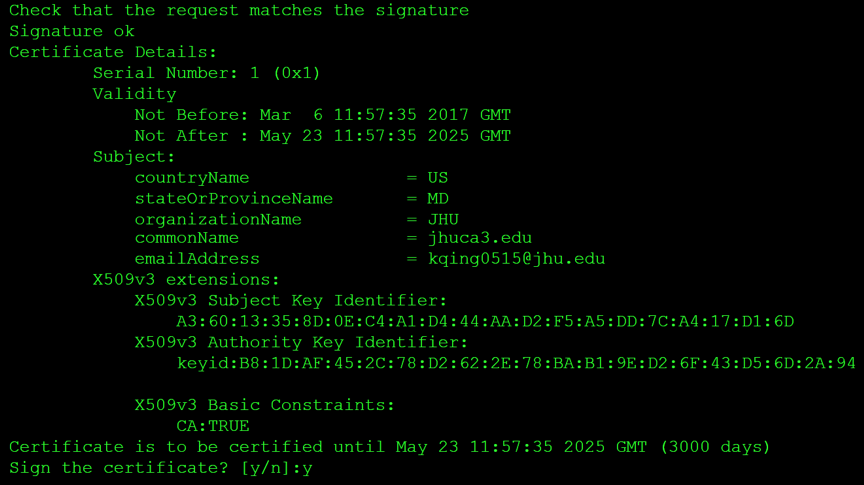 Check that the request matches the signature
Signature ok
Certificate Details:
Serial Number: 1 (0x1)
Validity
Not Before: Mar  6 11:57:35 2017 GMT
Not After : May 23 11:57:35 2025 GMT
Subject:
countryName = US
stateOrProvinceName = MD
organizationName = JHU
commonName = jhuca3.edu
emailAddress = kqing0515@jhu.edu
X509v3 extensions:
X509v3 Subject Key Identifier:
A3:60:13:35:8D:0E:C4:A1:D4:44:AA:D2:F5:A5:DD:7C:A4:17:D1:6D
X509v3 Authority Key Identifier:
keyid:B8:1D:AF:45:2C:78:D2:62:2E:78:BA:B1:9E:D2:6F:43:D5:6D:2A:94
X509v3 Basic Constraints:
CA:TRUE
Certificate is to be certified until May 23 11:57:35 2025 GMT (3000 days)
Sign the certificate? [y/n]:y